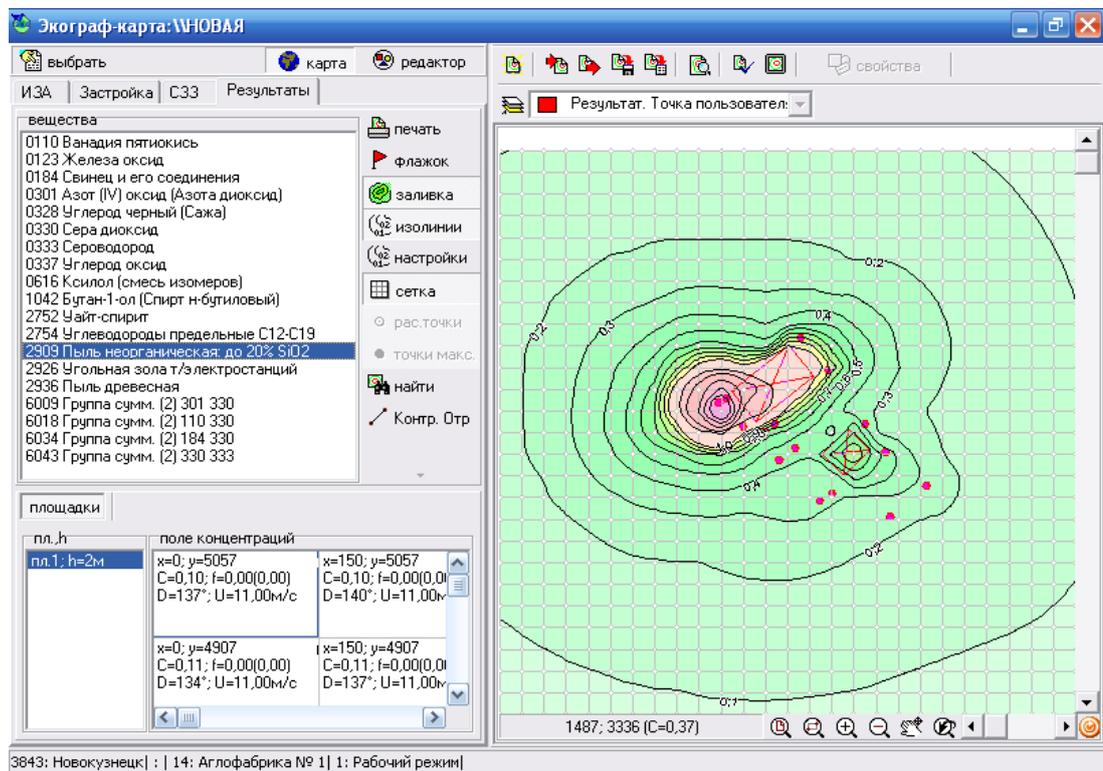 Экограф-карта:\\НОВАЯ
выбрать
карта
редактор
ИЗА
Застройка
СЗЗ
Результаты
свойства
Результат. Точка пользовател:
вещества
0110 Ванадия пятиокись
0123 Железа оксид
0184 Свинец и его соединения
0301 Азот (IV) оксид (Азота диоксид)
0328 Углерод черный (Сажа)
0330 Сера диоксид
0333 Сероводород
0337 Углерод оксид
0616 Ксилол (смесь изомеров)
1042 Бутан-1-ол (Спирт н-бутиловый)
2752 Уайт-спирит
2754 Углеводороды предельные С12-С19
2909 Пыль неорганическая: до 20% SiO2
2926 Угольная зола т/электростанций
2936 Пыль древесная
6009 Группа сумм. (2) 301 330
6018 Группа сумм. (2) 110 330
6034 Группа сумм. (2) 184 330
6043 Группа сумм. (2) 330 333
печать
флажок
заливка
изолинии
настройки
сетка
рас.точки
точки макс.
найти
Контр. Отр
0,2
0,2
0,3
0,4
0,3
0,4
0,2
0,1
площадки
пл.,h
пл.1; h=2м
поле концентраций
x=0; y=5057
C=0,10; f=0,00(0,00)
D=137°; U=11,00м/с
x=150; y=5057
C=0,10; f=0,00(0,0
D=140°; U=11,00м
x=0; y=4907
C=0,11; f=0,00(0,00)
D=134°; U=11,00м/с
x=150; y=4907
C=0,11; f=0,00(0,0
D=137°; U=11,00м
1487; 3336 (C=0,37)
3843: Новокузнецк| : | 14: Аглофабрика № 1| 1: Рабочий режим|